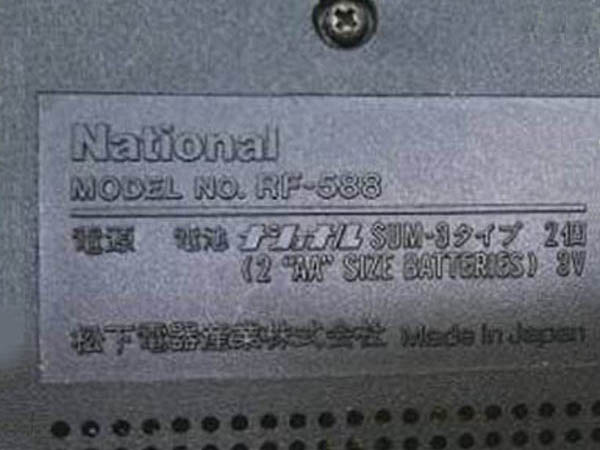 National
MODEL NO. RF-588
電源 電池 ナショナル SUM-3タイプ 2個
(2 "AA" SIZE BATTERIES) 3V
松下電器産業株式会社 Made in Japan